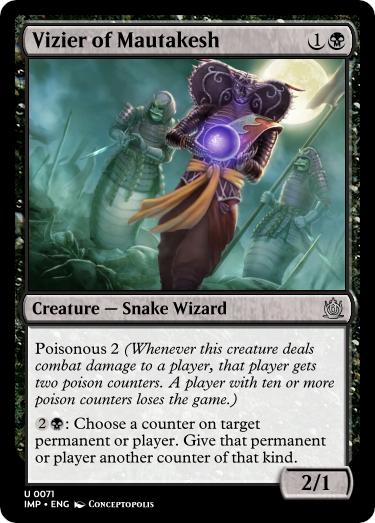 Vizier of Mautakesh 1
Creature — Snake Wizard
Poisonous 2 (Whenever this creature deals
combat damage to a player, that player gets
two poison counters. A player with ten or more
poison counters loses the game.)
2 : Choose a counter on target
permanent or player. Give that permanent
or player another counter of that kind.
2/1
U 0071
IMP • ENG Conceptopolis